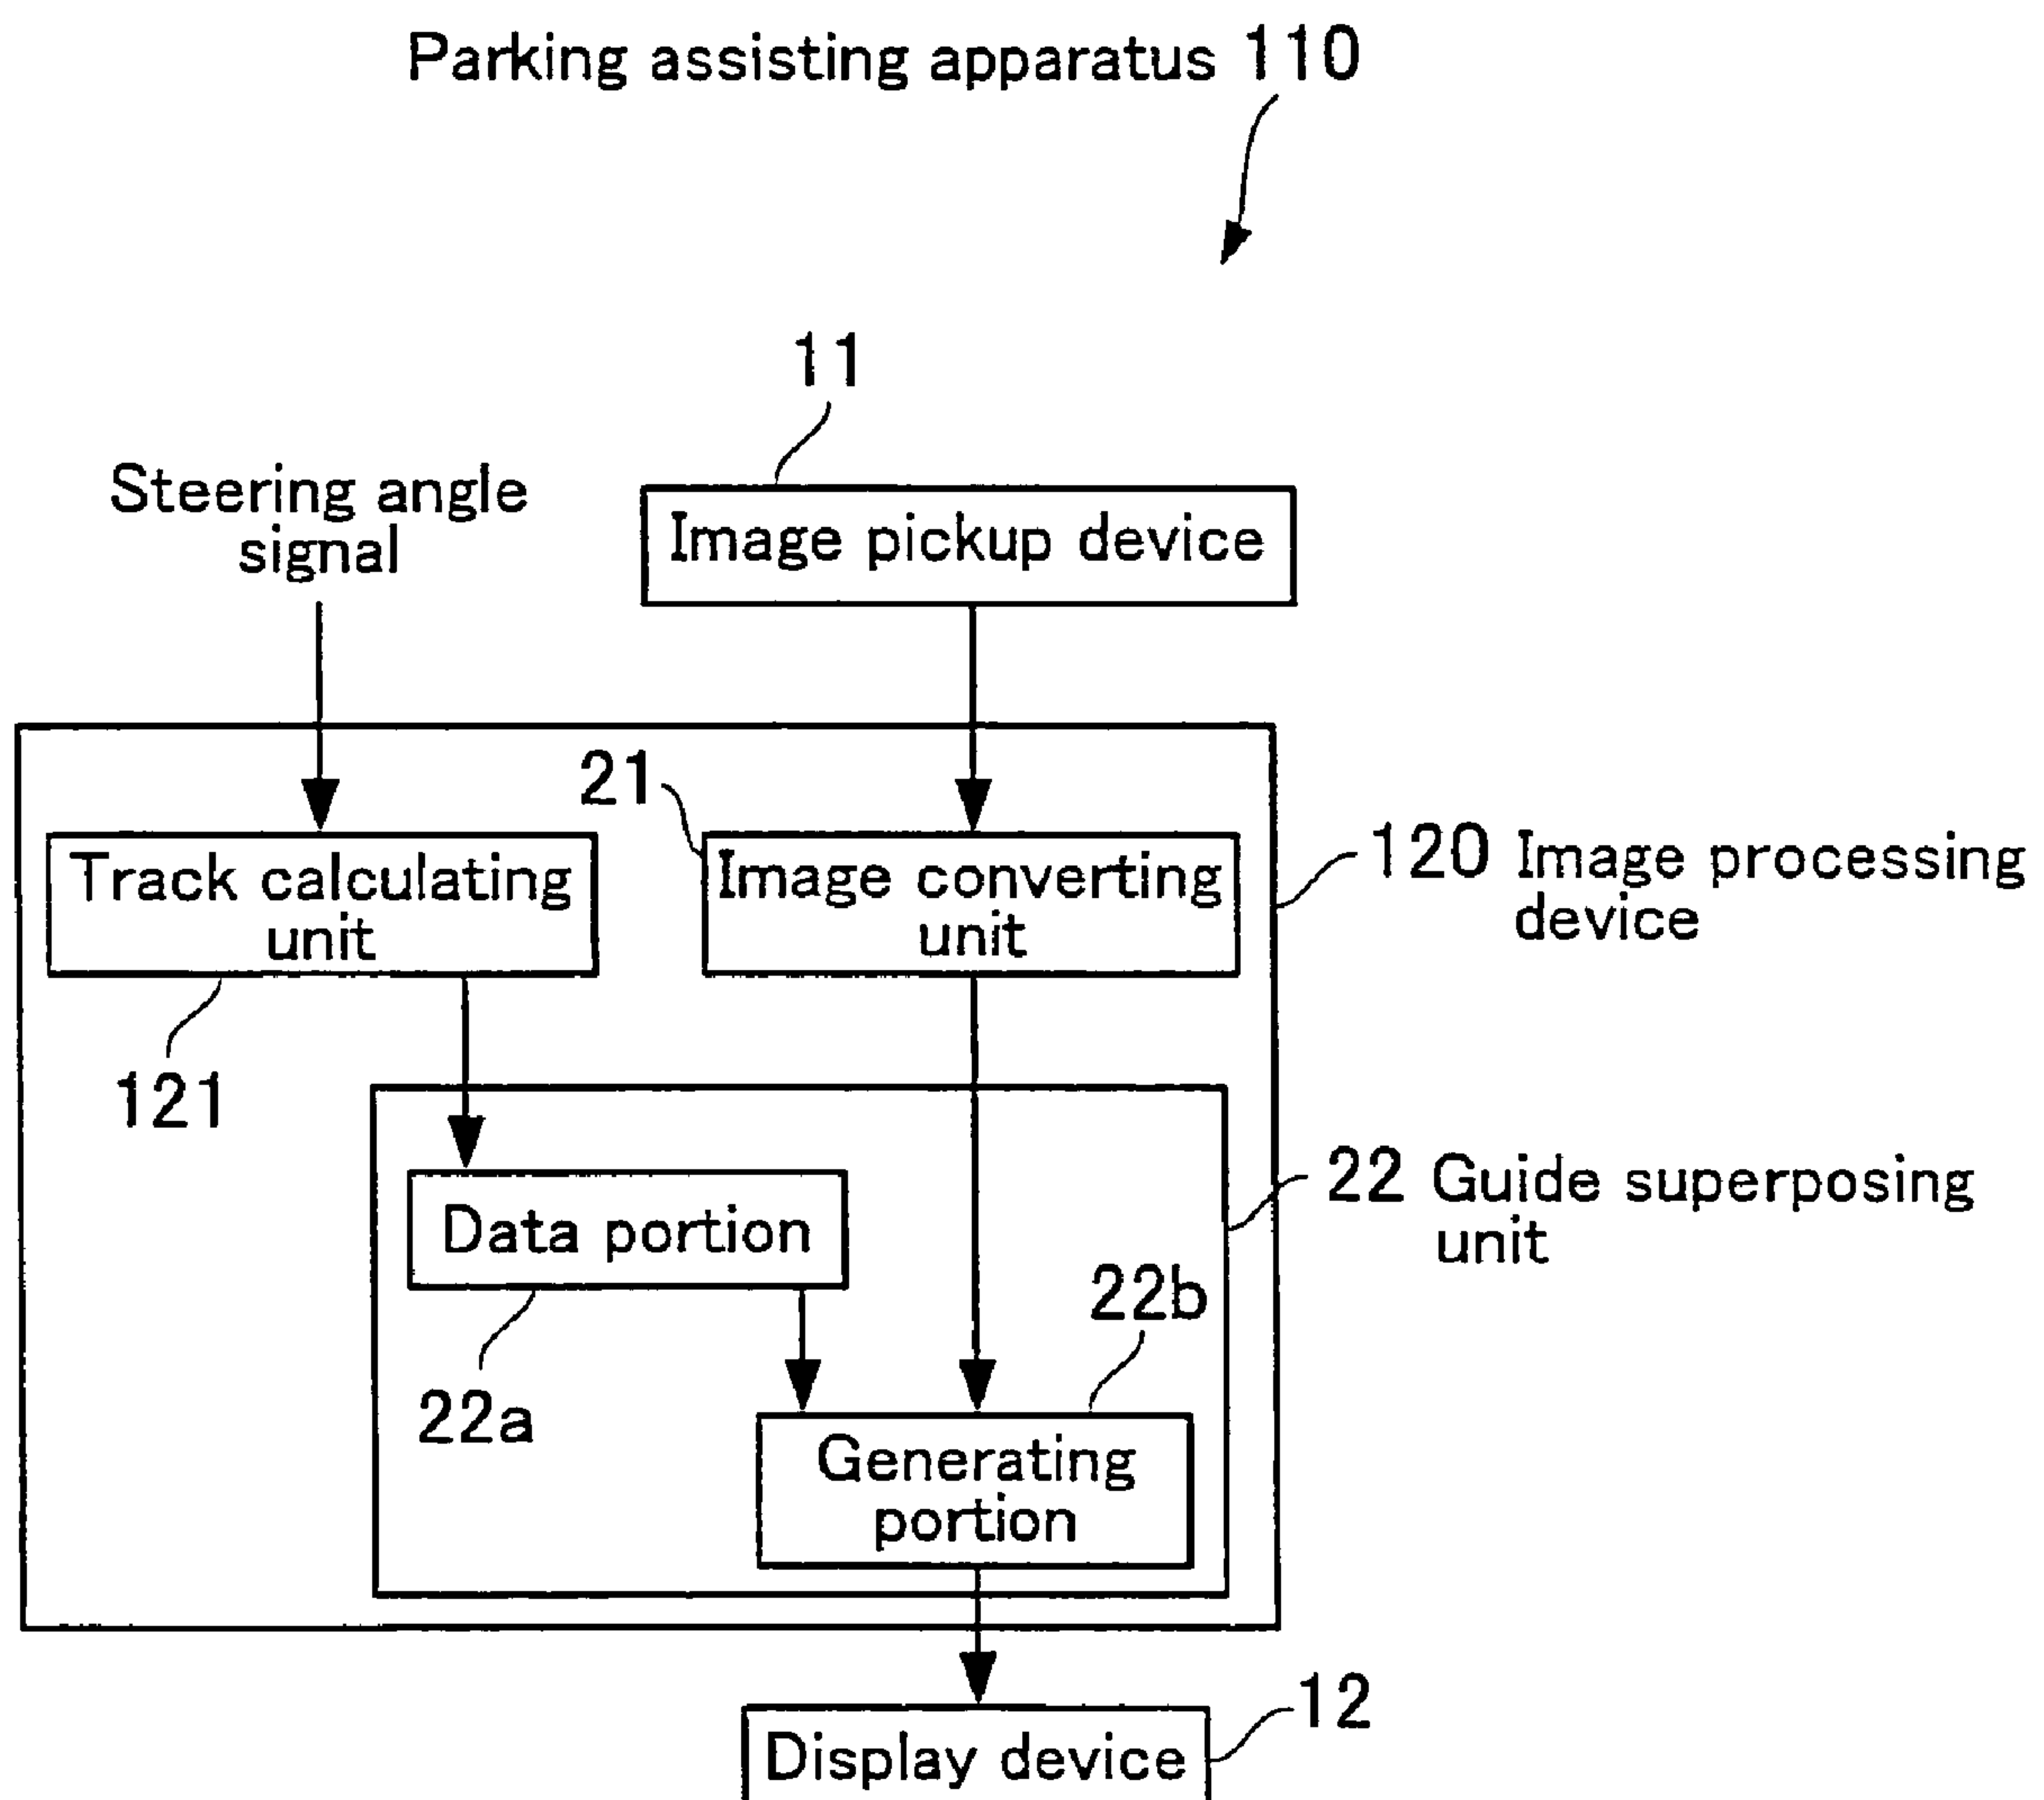 Parking assisting apparatus 110
11
Steering angle
signal
Image pickup device
21
Track calculating
unit
Image converting
unit
120 Image processing
device
121
Data portion
22 Guide superposing
unit
22a
22b
Generating
portion
12
Display device